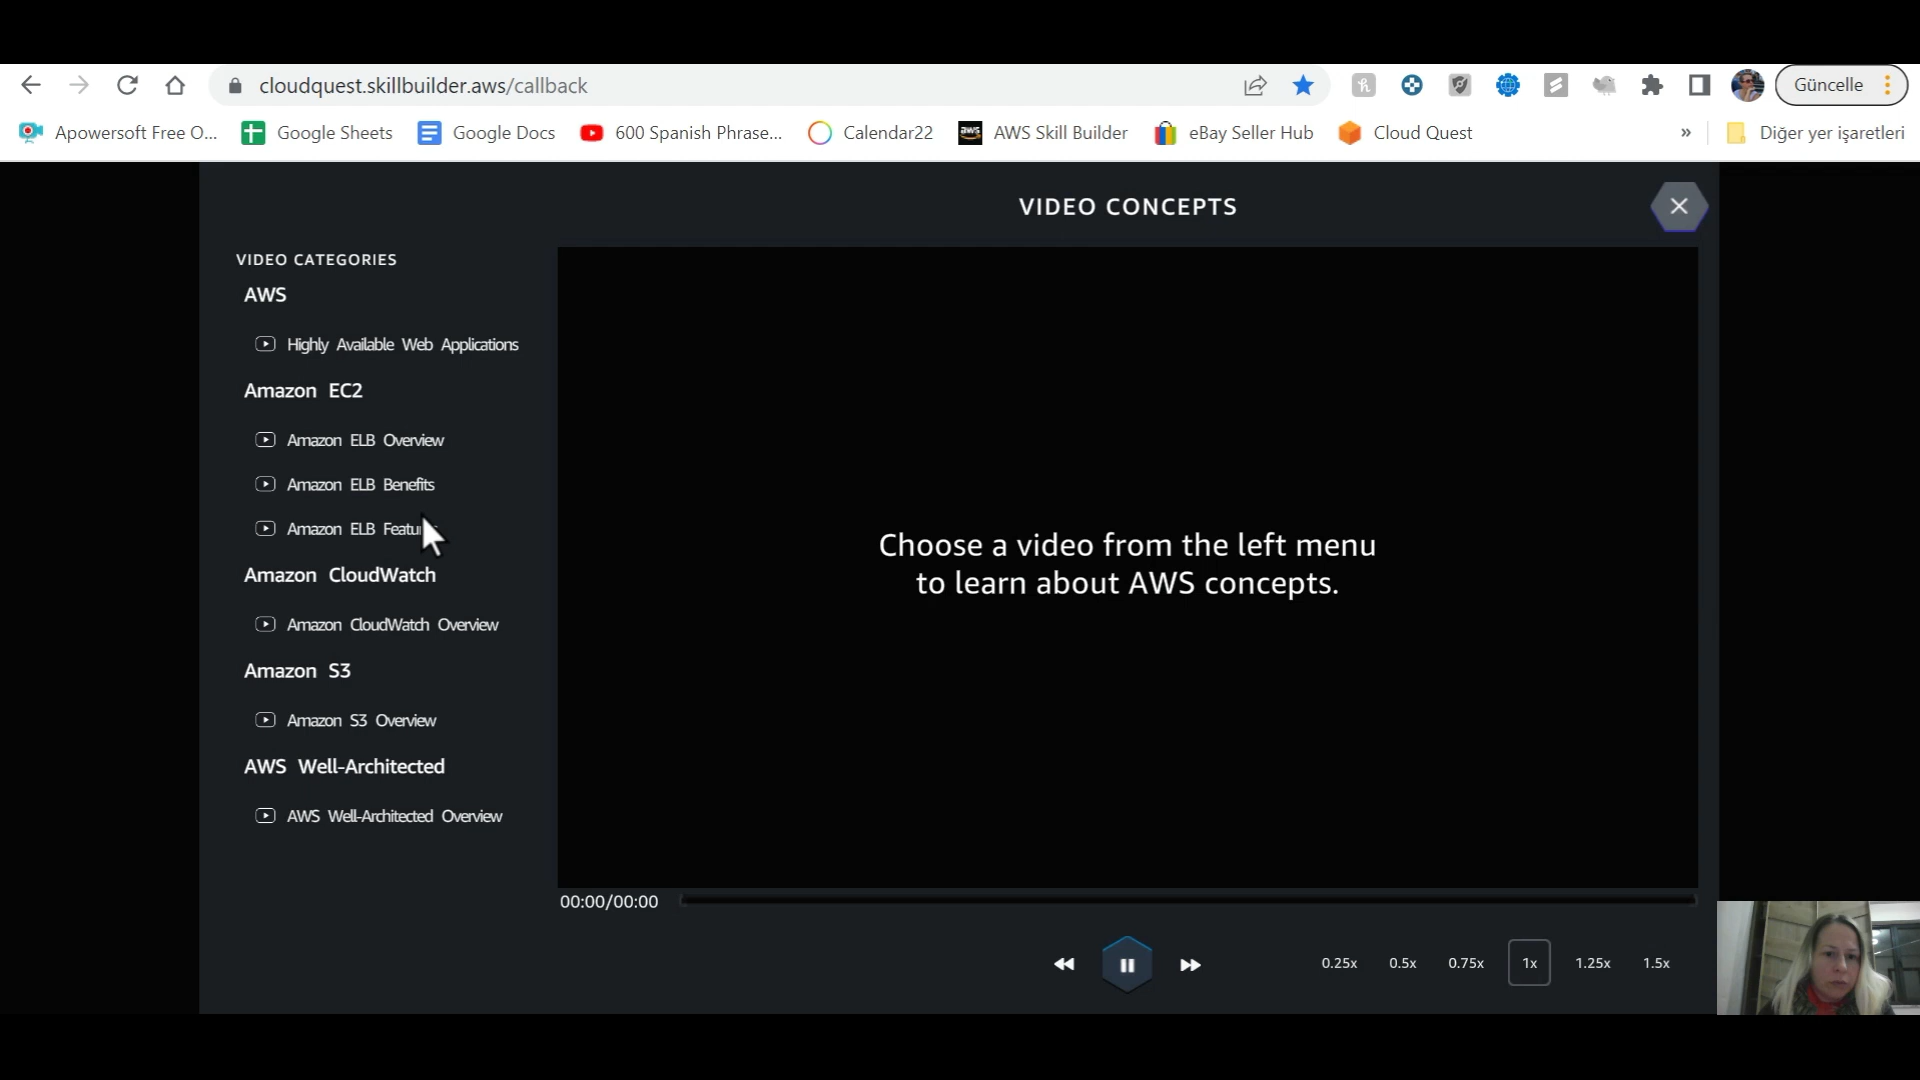 cloudquest.skillbuilder.aws/callback
Güncelle
Apowersoft Free O...
Google Sheets
Google Docs
600 Spanish Phrase...
Calendar22
aws
AWS Skill Builder
eBay Seller Hub
Cloud Quest
»
Diğer yer işaretleri
VIDEO CONCEPTS
VIDEO CATEGORIES
AWS
Highly Available Web Applications
Amazon EC2
Amazon ELB Overview
Amazon ELB Benefits
Amazon ELB
Amazon CloudWatch
Amazon CloudWatch Overview
Amazon S3
Amazon S3 Overview
AWS Well-Architected
AWS Well-Architected Overview
Choose a video from the left menu
to learn about AWS concepts.
00:00/00:00
0.25x 0.5x 0.75x 1x 1.25x 1.5x